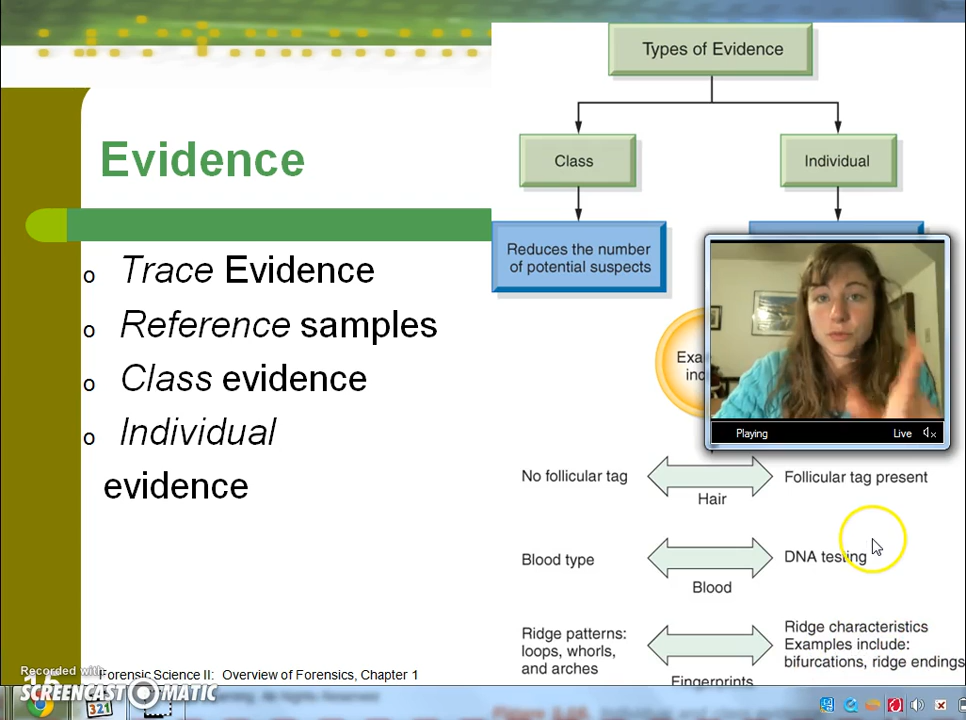 Evidence
o Trace Evidence
o Reference samples
o Class evidence
o Individual
evidence
Types of Evidence
Class
Individual
Reduces the number
of potential suspects
Playing
Live
No follicular tag
Hair
Follicular tag present
Blood type
Blood
DNA testing
Ridge patterns:
loops, whorls,
and arches
Fingerprints
Ridge characteristics
Examples include:
bifurcations, ridge endings
Forensic Science II: Overview of Forensics, Chapter 1
Recorded with
SCREENCAST-O-MATIC
321